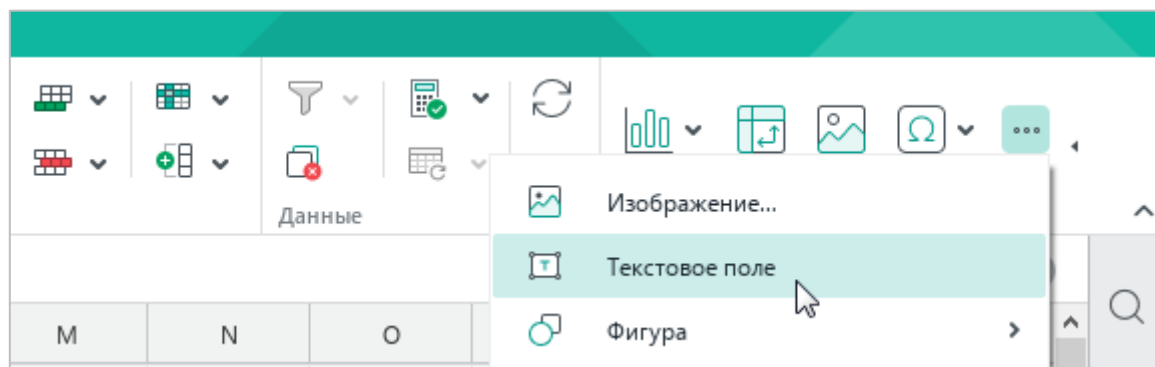 Данные
Изображение...
Текстовое поле
M N O
Фигура